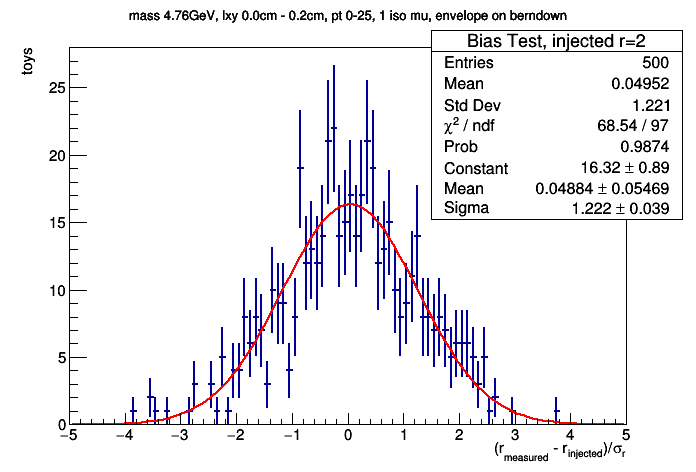 mass 4.76GeV, lxy 0.0cm - 0.2cm, pt 0-25, 1 iso mu, envelope on berndown
Bias Test, injected r=2
Entries 500
Mean 0.04952
Std Dev 1.221
χ² / ndf 68.54 / 97
Prob 0.9874
Constant 16.32 ± 0.89
Mean 0.04884 ± 0.05469
Sigma 1.222 ± 0.039
toys
25
20
15
10
5
0
−5 −4 −3 −2 −1 0 1 2 3 4 5
(r_measured - r_injected)/σ_r